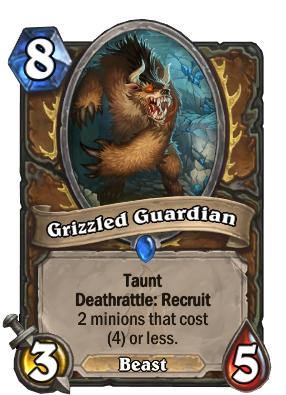 8
Grizzled Guardian
Taunt
Deathrattle: Recruit
2 minions that cost
(4) or less.
3
Beast
5